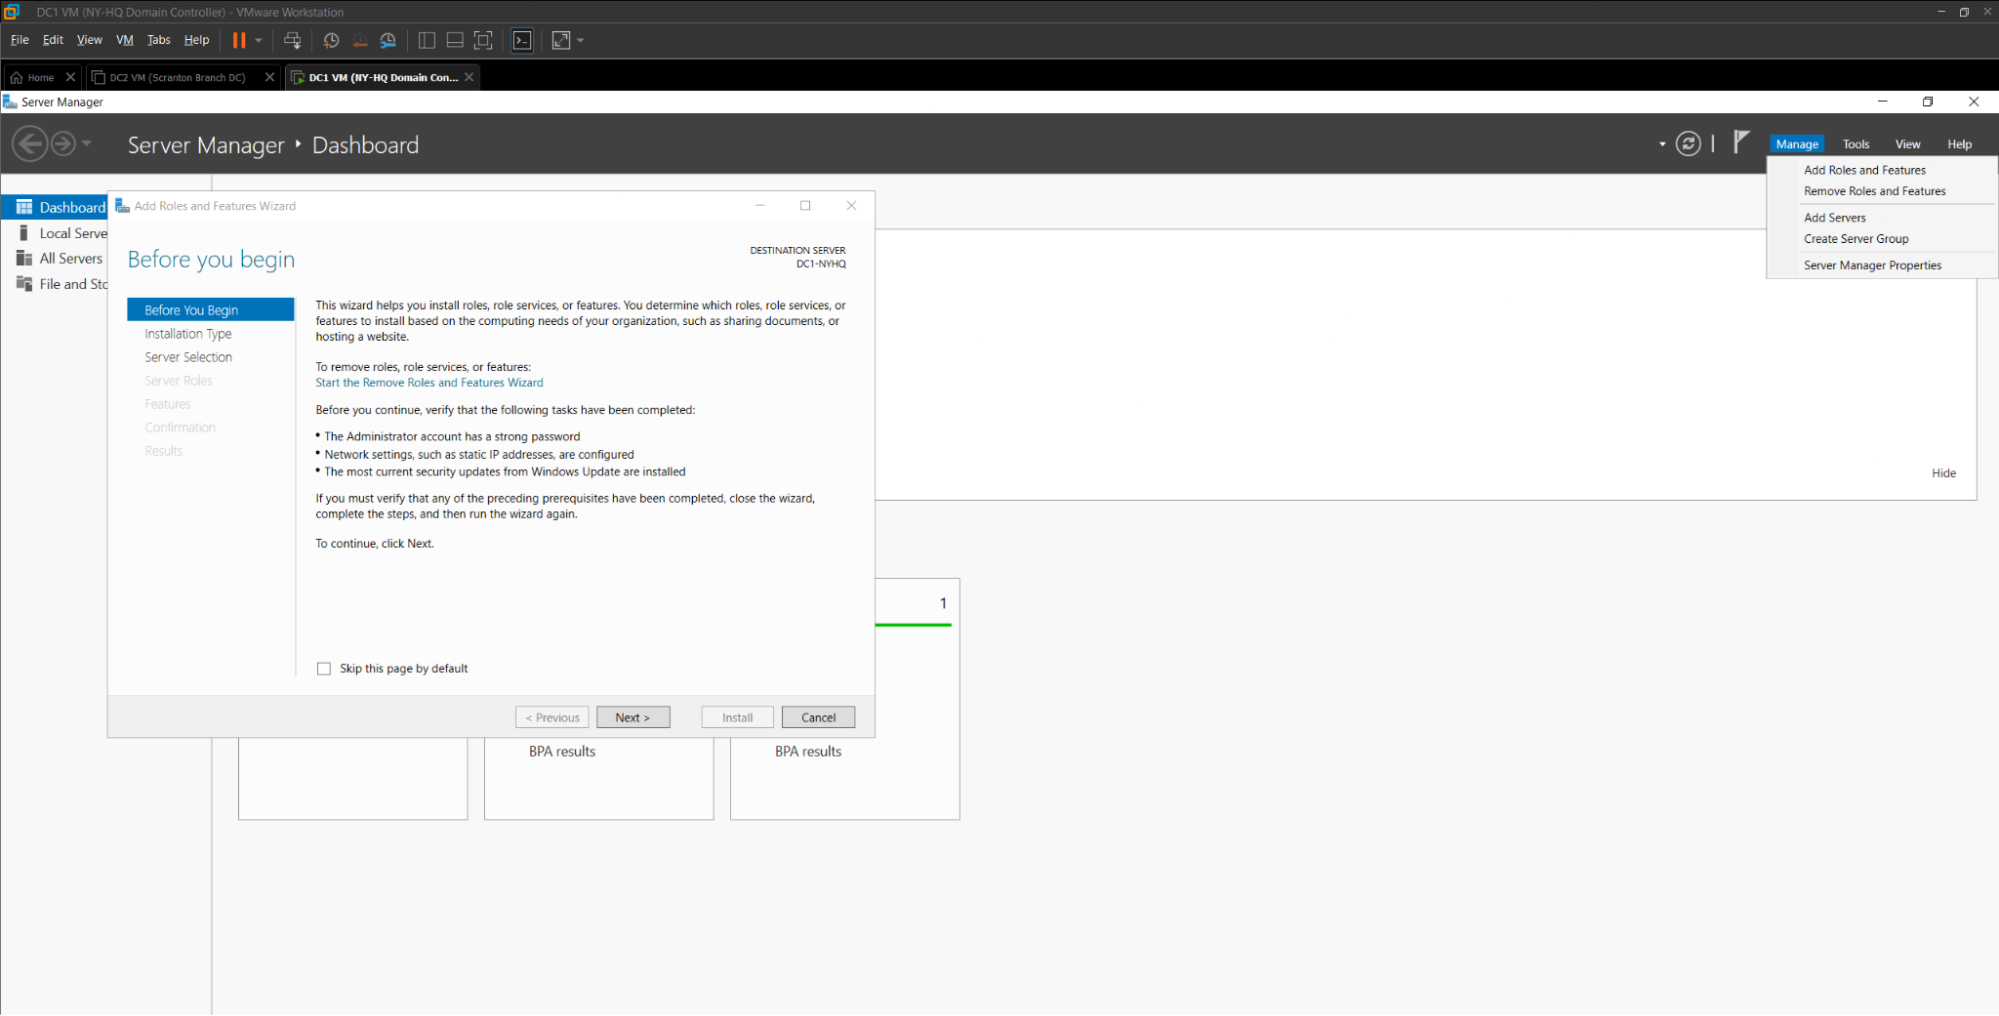 DC1 VM (NY-HQ Domain Controller) - VMware Workstation
File Edit View VM Tabs Help
Home DC2 VM (Scranton Branch DC) DC1 VM (NY-HQ Domain Con...
Server Manager
Server Manager Dashboard
Manage Tools View Help
Add Roles and Features
Remove Roles and Features
Add Servers
Create Server Group
Server Manager Properties
Dashboard
Local Serve
All Servers
File and Sto
Add Roles and Features Wizard
Before you begin
DESTINATION SERVER
DC1-NYHQ
Before You Begin
Installation Type
Server Selection
Server Roles
Features
Confirmation
Results
This wizard helps you install roles, role services, or features. You determine which roles, role services, or
features to install based on the computing needs of your organization, such as sharing documents, or
hosting a website.
To remove roles, role services, or features:
Start the Remove Roles and Features Wizard
Before you continue, verify that the following tasks have been completed:
• The Administrator account has a strong password
• Network settings, such as static IP addresses, are configured
• The most current security updates from Windows Update are installed
If you must verify that any of the preceding prerequisites have been completed, close the wizard,
complete the steps, and then run the wizard again.
To continue, click Next.
Skip this page by default
< Previous Next > Install Cancel
Hide
1
BPA results
BPA results